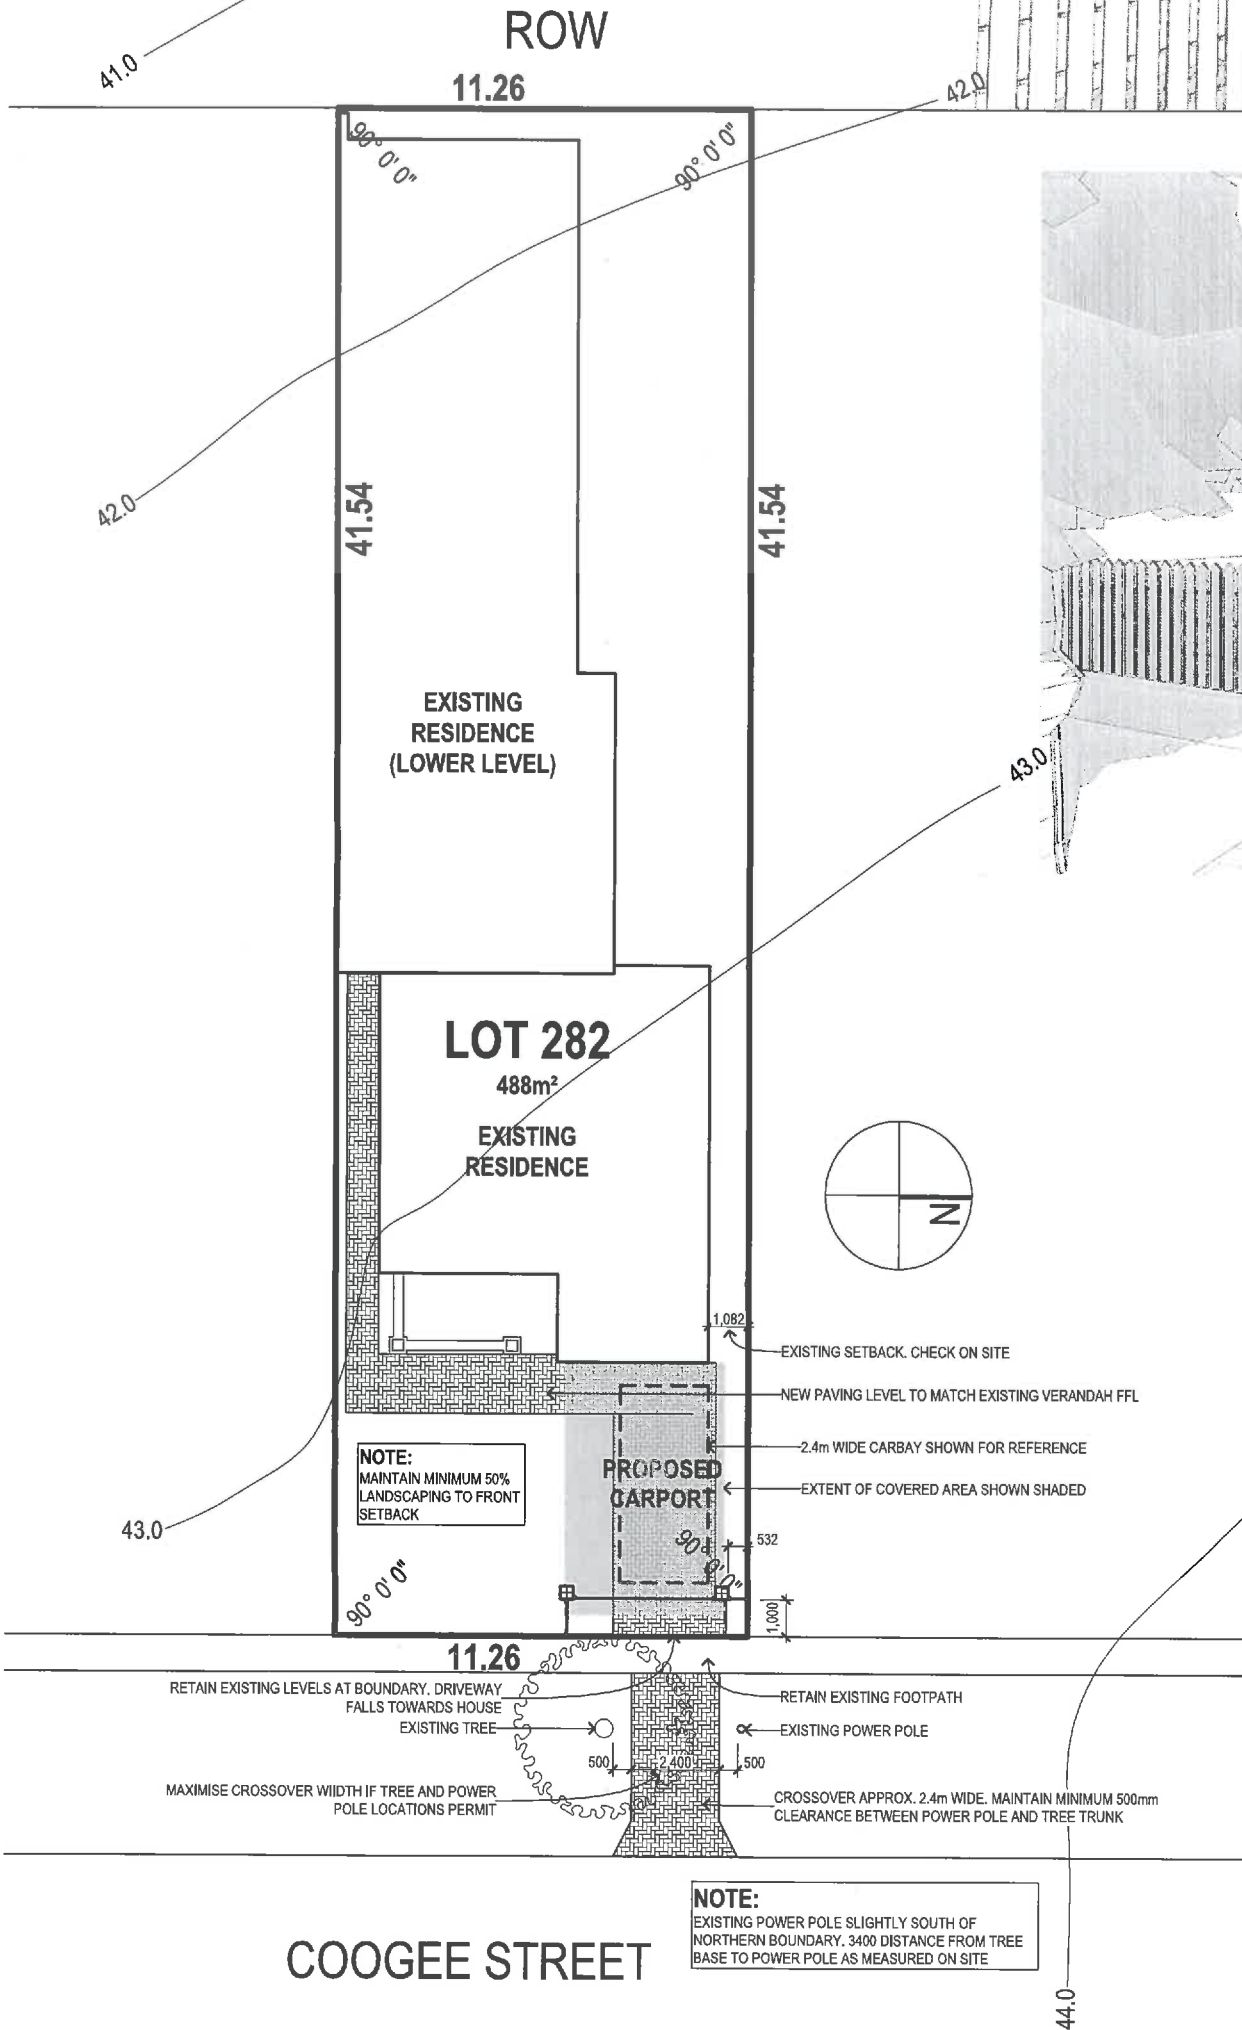 ROW
41.0
11.26
42.0
90° 0' 0"
90° 0' 0"
41.54
41.54
42.0
EXISTING
RESIDENCE
(LOWER LEVEL)
43.0
LOT 282
488m²
EXISTING
RESIDENCE
N
1,082
EXISTING SETBACK. CHECK ON SITE
NEW PAVING LEVEL TO MATCH EXISTING VERANDAH FFL
2.4m WIDE CARBAY SHOWN FOR REFERENCE
NOTE:
MAINTAIN MINIMUM 50%
LANDSCAPING TO FRONT
SETBACK
PROPOSED
CARPORT
EXTENT OF COVERED AREA SHOWN SHADED
43.0
532
90° 0' 0"
90° 0' 0"
1,000
11.26
RETAIN EXISTING LEVELS AT BOUNDARY. DRIVEWAY
FALLS TOWARDS HOUSE
RETAIN EXISTING FOOTPATH
EXISTING TREE
EXISTING POWER POLE
500
2,400
500
MAXIMISE CROSSOVER WIIDTH IF TREE AND POWER
POLE LOCATIONS PERMIT
CROSSOVER APPROX. 2.4m WIDE. MAINTAIN MINIMUM 500mm
CLEARANCE BETWEEN POWER POLE AND TREE TRUNK
NOTE:
EXISTING POWER POLE SLIGHTLY SOUTH OF
NORTHERN BOUNDARY. 3400 DISTANCE FROM TREE
BASE TO POWER POLE AS MEASURED ON SITE
COOGEE STREET
44.0